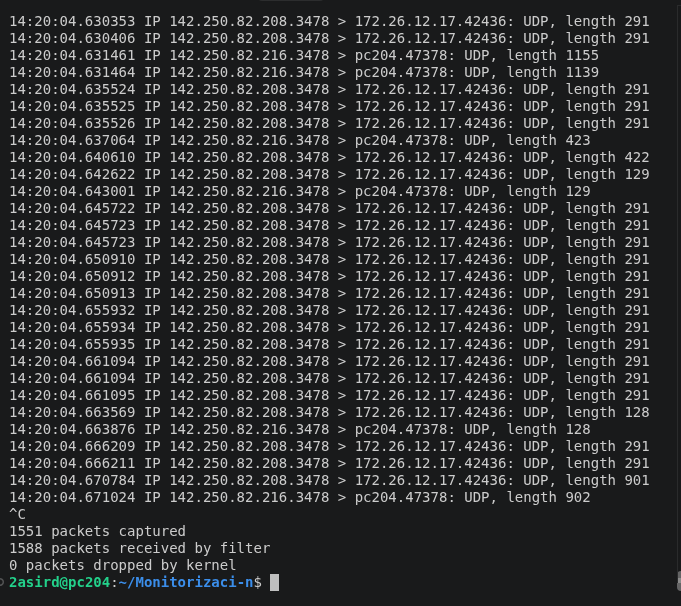 14:20:04.630353 IP 142.250.82.208.3478 > 172.26.12.17.42436: UDP, length 291
14:20:04.630406 IP 142.250.82.208.3478 > 172.26.12.17.42436: UDP, length 291
14:20:04.631461 IP 142.250.82.216.3478 > pc204.47378: UDP, length 1155
14:20:04.631464 IP 142.250.82.216.3478 > pc204.47378: UDP, length 1139
14:20:04.635524 IP 142.250.82.208.3478 > 172.26.12.17.42436: UDP, length 291
14:20:04.635525 IP 142.250.82.208.3478 > 172.26.12.17.42436: UDP, length 291
14:20:04.635526 IP 142.250.82.208.3478 > 172.26.12.17.42436: UDP, length 291
14:20:04.637064 IP 142.250.82.216.3478 > pc204.47378: UDP, length 423
14:20:04.640610 IP 142.250.82.208.3478 > 172.26.12.17.42436: UDP, length 422
14:20:04.642622 IP 142.250.82.208.3478 > 172.26.12.17.42436: UDP, length 129
14:20:04.643001 IP 142.250.82.216.3478 > pc204.47378: UDP, length 129
14:20:04.645722 IP 142.250.82.208.3478 > 172.26.12.17.42436: UDP, length 291
14:20:04.645723 IP 142.250.82.208.3478 > 172.26.12.17.42436: UDP, length 291
14:20:04.645723 IP 142.250.82.208.3478 > 172.26.12.17.42436: UDP, length 291
14:20:04.650910 IP 142.250.82.208.3478 > 172.26.12.17.42436: UDP, length 291
14:20:04.650912 IP 142.250.82.208.3478 > 172.26.12.17.42436: UDP, length 291
14:20:04.650913 IP 142.250.82.208.3478 > 172.26.12.17.42436: UDP, length 291
14:20:04.655932 IP 142.250.82.208.3478 > 172.26.12.17.42436: UDP, length 291
14:20:04.655934 IP 142.250.82.208.3478 > 172.26.12.17.42436: UDP, length 291
14:20:04.655935 IP 142.250.82.208.3478 > 172.26.12.17.42436: UDP, length 291
14:20:04.661094 IP 142.250.82.208.3478 > 172.26.12.17.42436: UDP, length 291
14:20:04.661094 IP 142.250.82.208.3478 > 172.26.12.17.42436: UDP, length 291
14:20:04.661095 IP 142.250.82.208.3478 > 172.26.12.17.42436: UDP, length 291
14:20:04.663569 IP 142.250.82.208.3478 > 172.26.12.17.42436: UDP, length 128
14:20:04.663876 IP 142.250.82.216.3478 > pc204.47378: UDP, length 128
14:20:04.666209 IP 142.250.82.208.3478 > 172.26.12.17.42436: UDP, length 291
14:20:04.666211 IP 142.250.82.208.3478 > 172.26.12.17.42436: UDP, length 291
14:20:04.670784 IP 142.250.82.208.3478 > 172.26.12.17.42436: UDP, length 901
14:20:04.671024 IP 142.250.82.216.3478 > pc204.47378: UDP, length 902
^C
1551 packets captured
1588 packets received by filter
0 packets dropped by kernel
2asird@pc204:~/Monitorizaci-n$